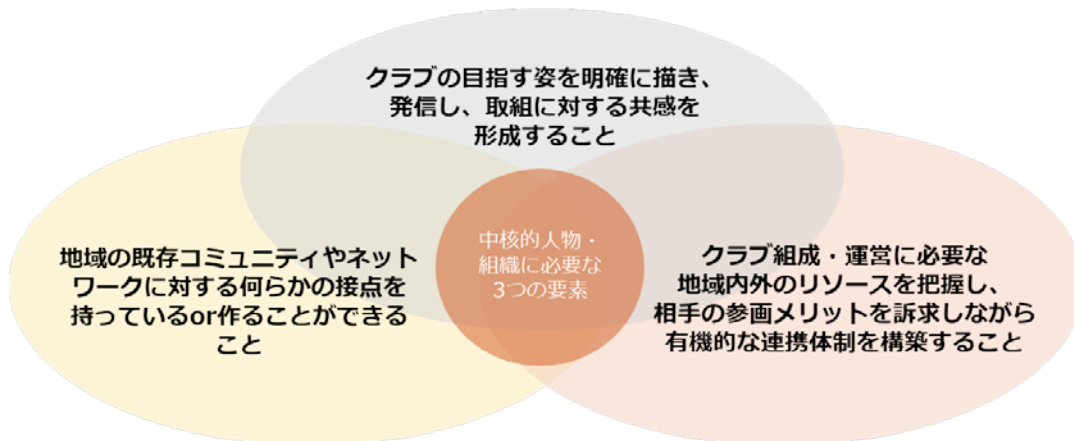 クラブの目指す姿を明確に描き、
発信し、取組に対する共感を
形成すること
中核的人物・
組織に必要な
3つの要素
地域の既存コミュニティやネット
ワークに対する何らかの接点を
持っているor作ることができる
こと
クラブ組成・運営に必要な
地域内外のリソースを把握し、
相手の参画メリットを訴求しながら
有機的な連携体制を構築すること